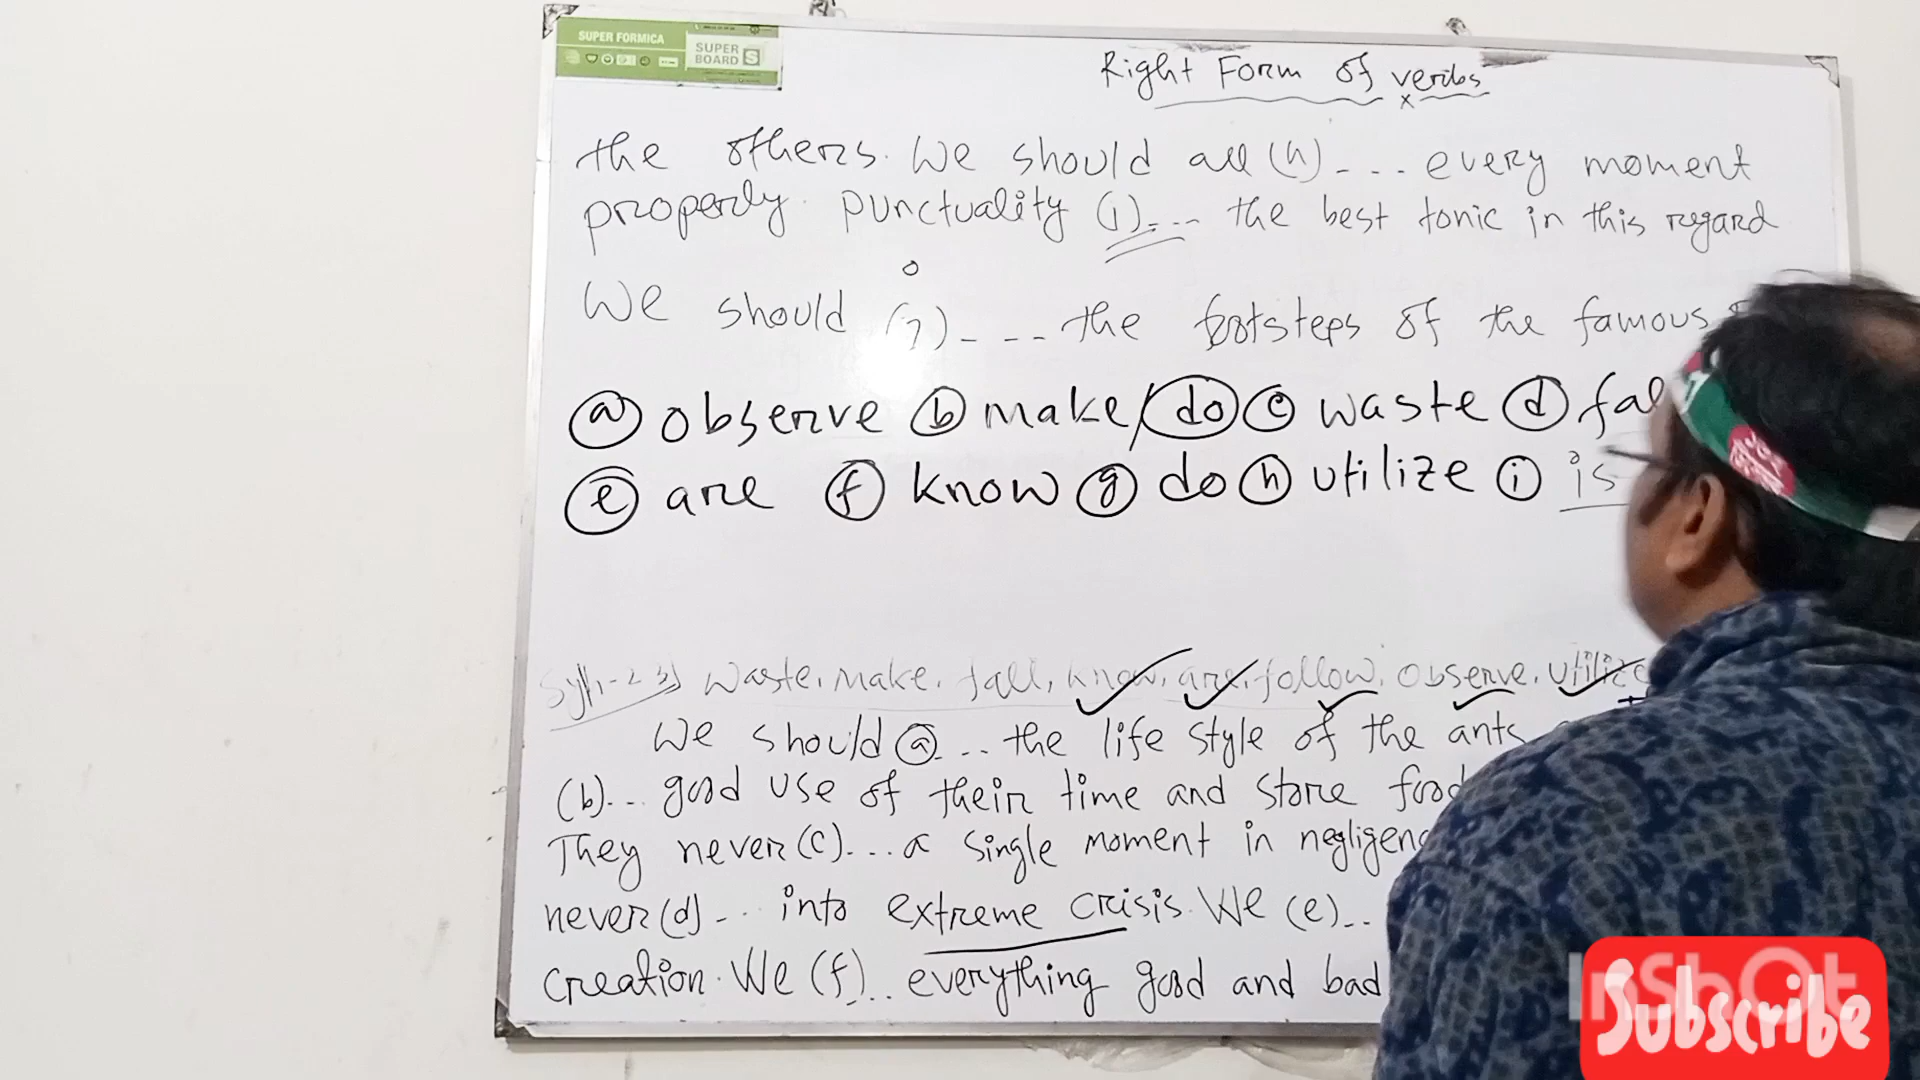 SUPER FORMICA
SUPER BOARD S
Right Form of verbs
x
the others. We should all (h) - - - every moment
properly. punctuality (i) - - - the best tonic in this regard
We should (j) - - - the footsteps of the famous
(a) observe (b) make/do (c) waste (d) fal
(e) are (f) know (g) do (h) utilize (i) is
waste, make, fall, know, are, follow, observe, utilize
We should (a) - .. the life style of the ants
(b)... good use of their time and store food
They never (c)... a single moment in negligenc
never (d) - .. into extreme crisis. We (e)...
creation. We (f)... everything good and bad
InShOt
Subscribe